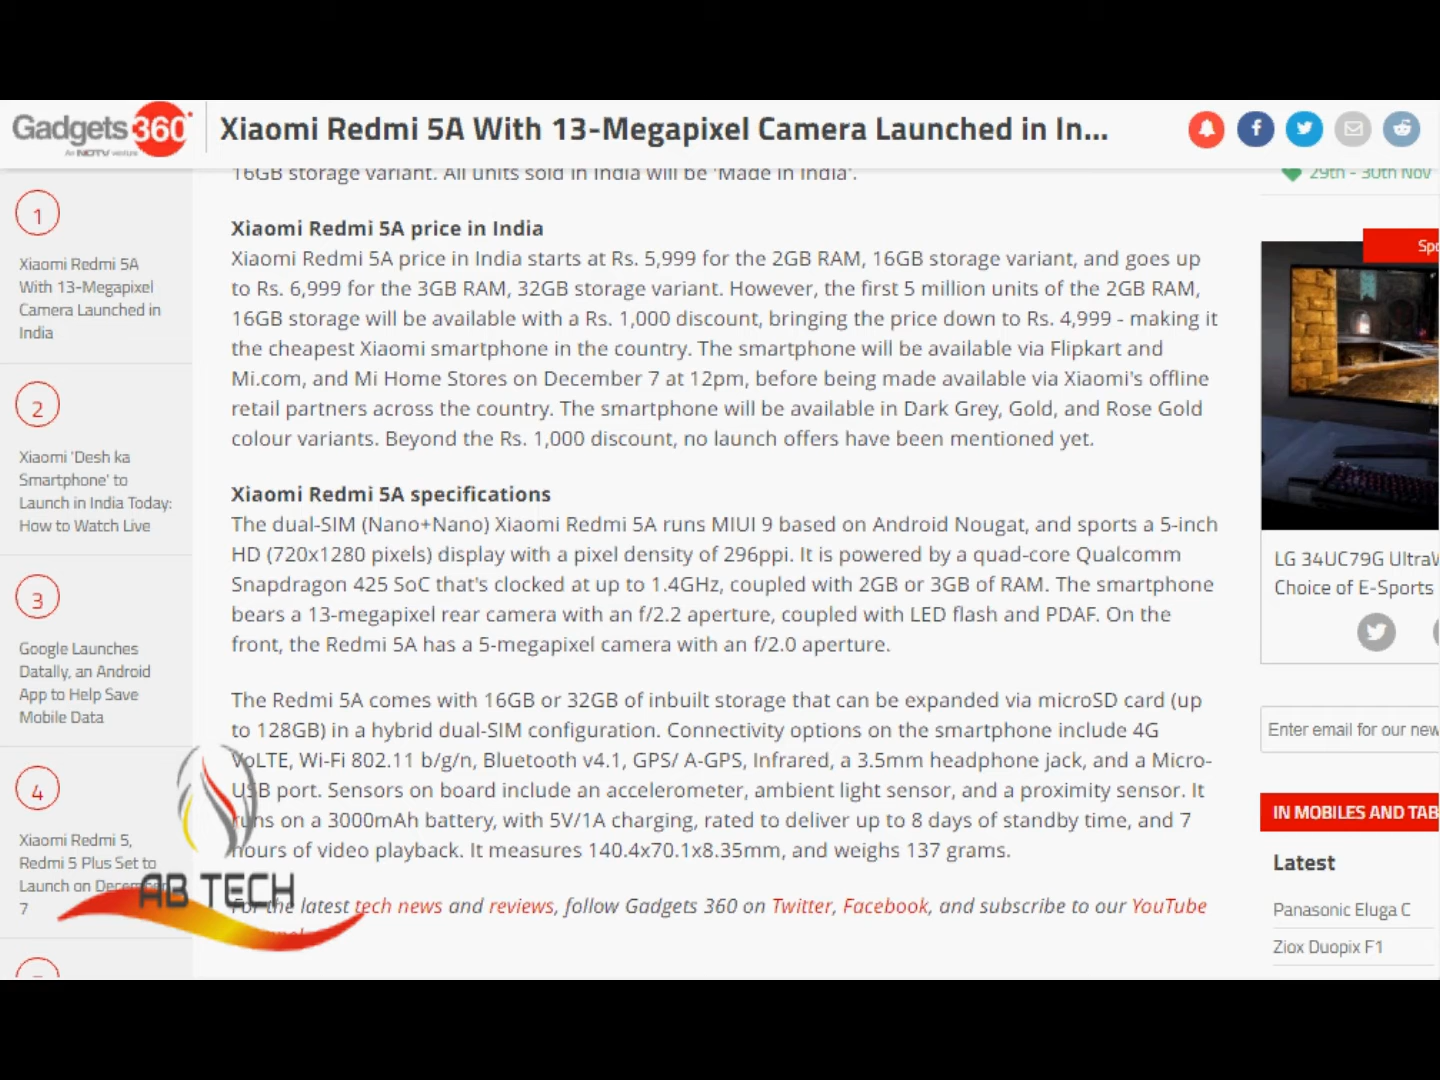 Gadgets 360
An NDTV venture
Xiaomi Redmi 5A With 13-Megapixel Camera Launched in In...
1
Xiaomi Redmi 5A
With 13-Megapixel
Camera Launched in
India
2
Xiaomi 'Desh ka
Smartphone' to
Launch in India Today:
How to Watch Live
3
Google Launches
Datally, an Android
App to Help Save
Mobile Data
4
Xiaomi Redmi 5,
Redmi 5 Plus Set to
Launch on December
7
16GB storage variant. All units sold in India will be 'Made in India'.
Xiaomi Redmi 5A price in India
Xiaomi Redmi 5A price in India starts at Rs. 5,999 for the 2GB RAM, 16GB storage variant, and goes up
to Rs. 6,999 for the 3GB RAM, 32GB storage variant. However, the first 5 million units of the 2GB RAM,
16GB storage will be available with a Rs. 1,000 discount, bringing the price down to Rs. 4,999 - making it
the cheapest Xiaomi smartphone in the country. The smartphone will be available via Flipkart and
Mi.com, and Mi Home Stores on December 7 at 12pm, before being made available via Xiaomi's offline
retail partners across the country. The smartphone will be available in Dark Grey, Gold, and Rose Gold
colour variants. Beyond the Rs. 1,000 discount, no launch offers have been mentioned yet.
Xiaomi Redmi 5A specifications
The dual-SIM (Nano+Nano) Xiaomi Redmi 5A runs MIUI 9 based on Android Nougat, and sports a 5-inch
HD (720x1280 pixels) display with a pixel density of 296ppi. It is powered by a quad-core Qualcomm
Snapdragon 425 SoC that's clocked at up to 1.4GHz, coupled with 2GB or 3GB of RAM. The smartphone
bears a 13-megapixel rear camera with an f/2.2 aperture, coupled with LED flash and PDAF. On the
front, the Redmi 5A has a 5-megapixel camera with an f/2.0 aperture.
The Redmi 5A comes with 16GB or 32GB of inbuilt storage that can be expanded via microSD card (up
to 128GB) in a hybrid dual-SIM configuration. Connectivity options on the smartphone include 4G
VoLTE, Wi-Fi 802.11 b/g/n, Bluetooth v4.1, GPS/ A-GPS, Infrared, a 3.5mm headphone jack, and a Micro-
USB port. Sensors on board include an accelerometer, ambient light sensor, and a proximity sensor. It
runs on a 3000mAh battery, with 5V/1A charging, rated to deliver up to 8 days of standby time, and 7
hours of video playback. It measures 140.4x70.1x8.35mm, and weighs 137 grams.
For the latest tech news and reviews, follow Gadgets 360 on Twitter, Facebook, and subscribe to our YouTube
AB TECH
29th - 30th Nov
Spo
LG 34UC79G UltraW
Choice of E-Sports
Enter email for our new
IN MOBILES AND TAB
Latest
Panasonic Eluga C
Ziox Duopix F1